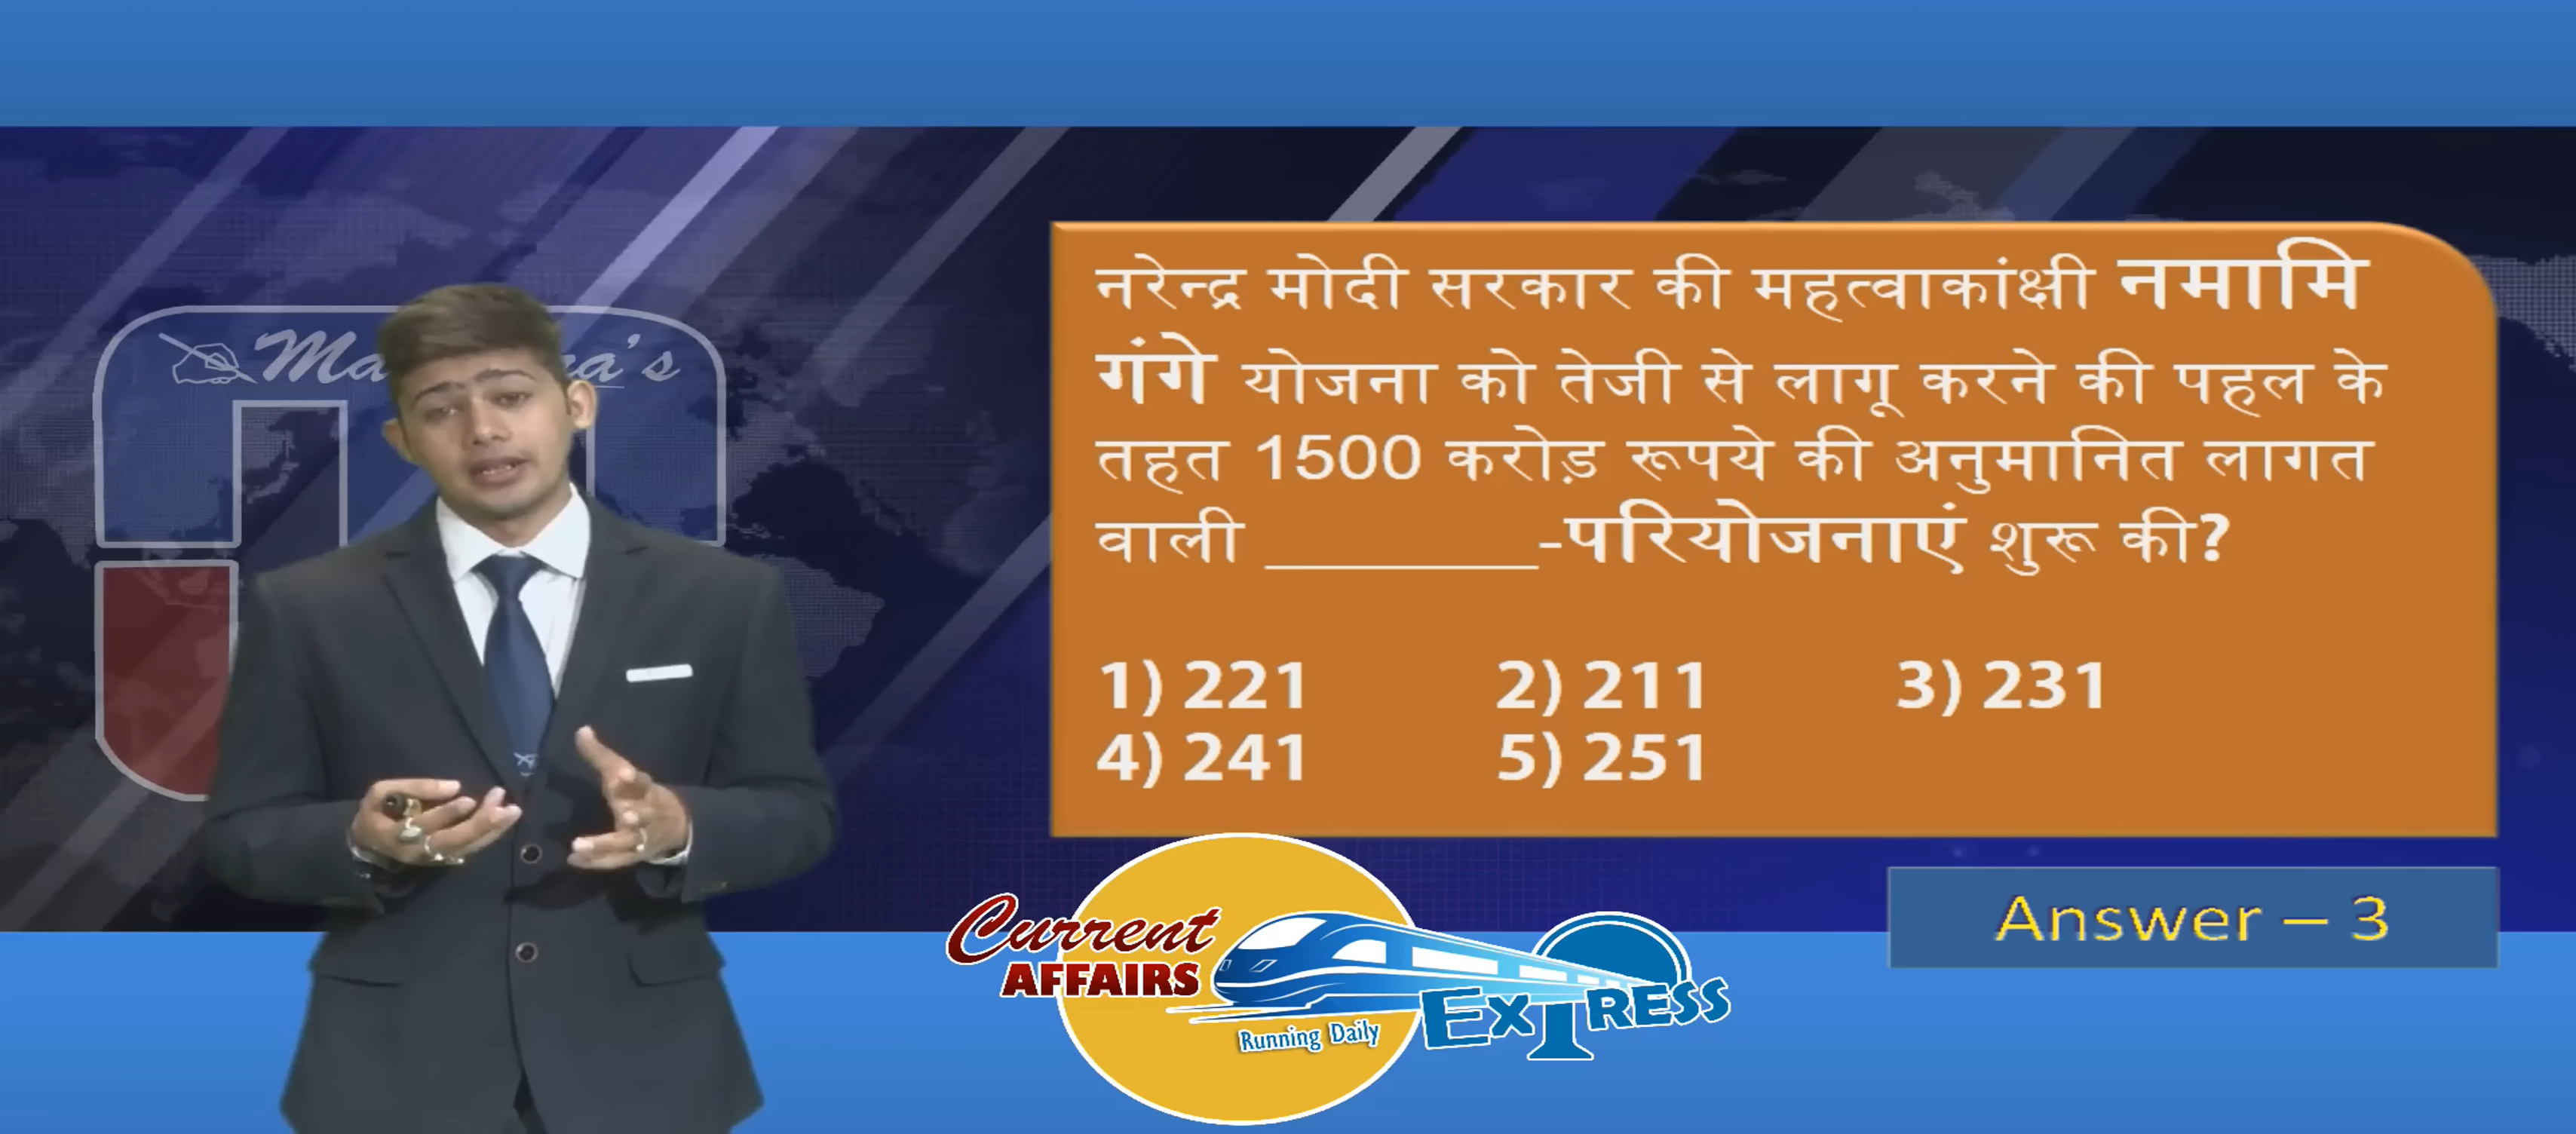 नरेन्द्र मोदी सरकार की महत्वाकांक्षी नमामि
गंगे योजना को तेजी से लागू करने की पहल के
तहत 1500 करोड़ रूपये की अनुमानित लागत
वाली ________-परियोजनाएं शुरू की?
1) 221 2) 211 3) 231
4) 241 5) 251
Answer – 3
Current
AFFAIRS
Running Daily
ExPRESS